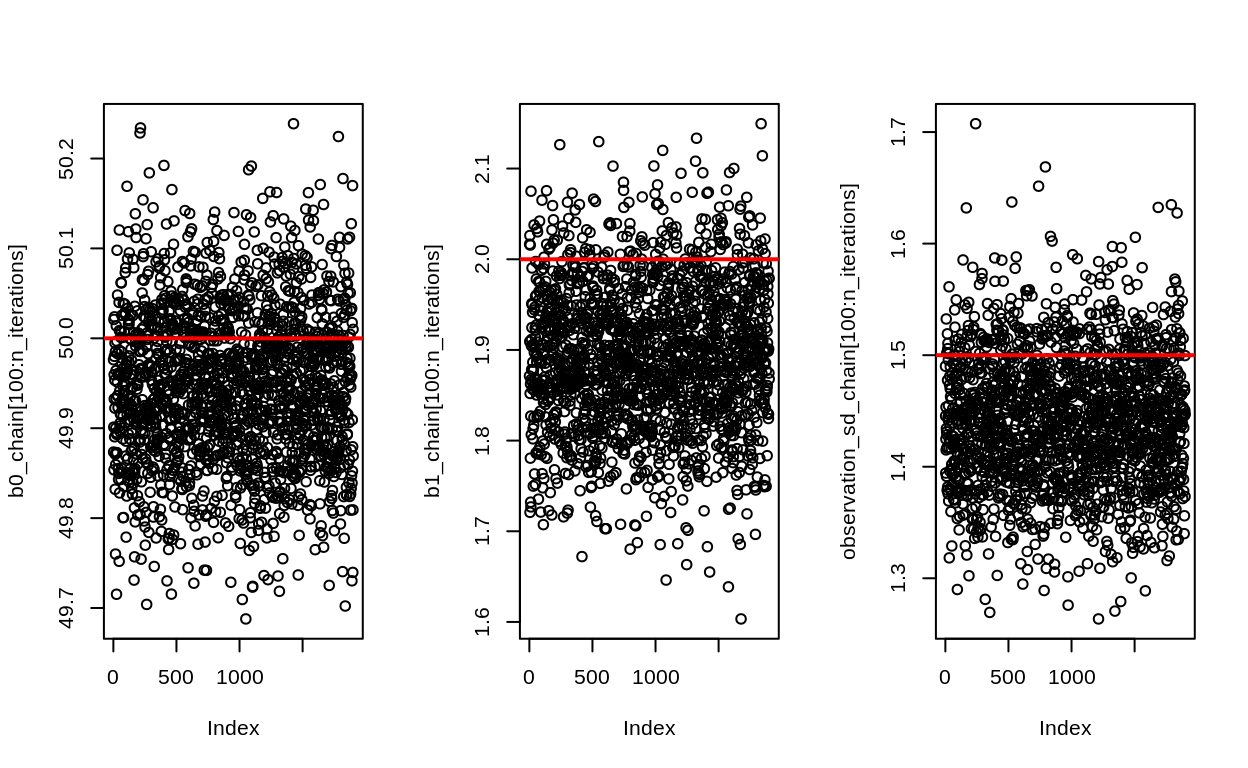 b0_chain[100:n_iterations]
50.2
50.1
50.0
49.9
49.8
49.7
0 500 1000
Index
b1_chain[100:n_iterations]
2.1
2.0
1.9
1.8
1.7
1.6
0 500 1000
Index
observation_sd_chain[100:n_iterations]
1.7
1.6
1.5
1.4
1.3
0 500 1000
Index